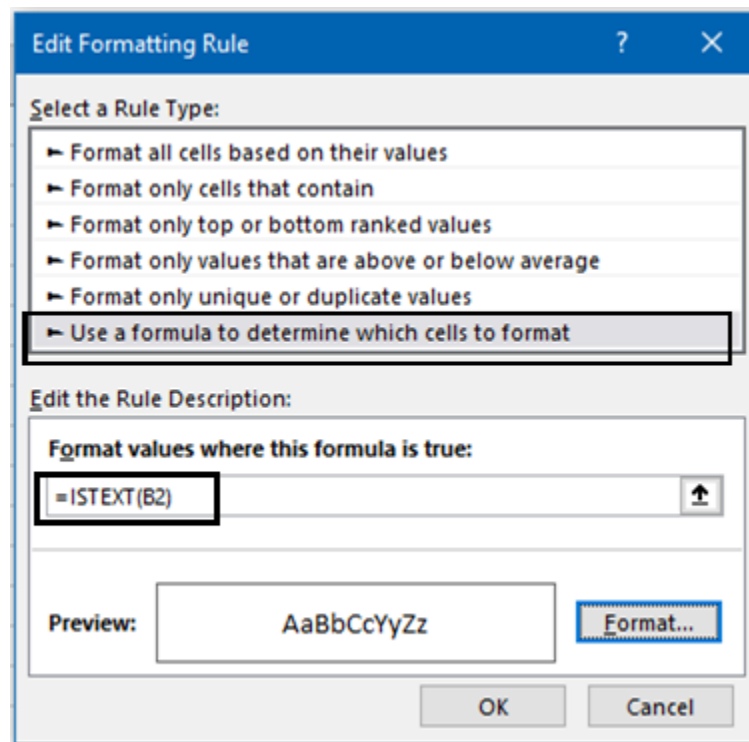 Edit Formatting Rule ? ×
Select a Rule Type:
► Format all cells based on their values
► Format only cells that contain
► Format only top or bottom ranked values
► Format only values that are above or below average
► Format only unique or duplicate values
► Use a formula to determine which cells to format
Edit the Rule Description:
Format values where this formula is true:
=ISTEXT(B2)
Preview: AaBbCcYyZz Format...
OK Cancel